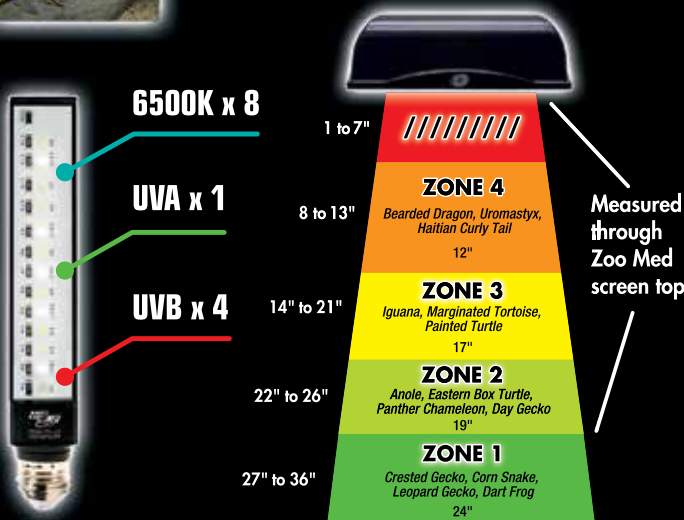 6500K x 8
UVA x 1
UVB x 4
1 to 7"
8 to 13"
ZONE 4
Bearded Dragon, Uromastyx,
Haitian Curly Tail
12"
14" to 21"
ZONE 3
Iguana, Marginated Tortoise,
Painted Turtle
17"
22" to 26"
ZONE 2
Anole, Eastern Box Turtle,
Panther Chameleon, Day Gecko
19"
27" to 36"
ZONE 1
Crested Gecko, Corn Snake,
Leopard Gecko, Dart Frog
24"
Measured
through
Zoo Med
screen top